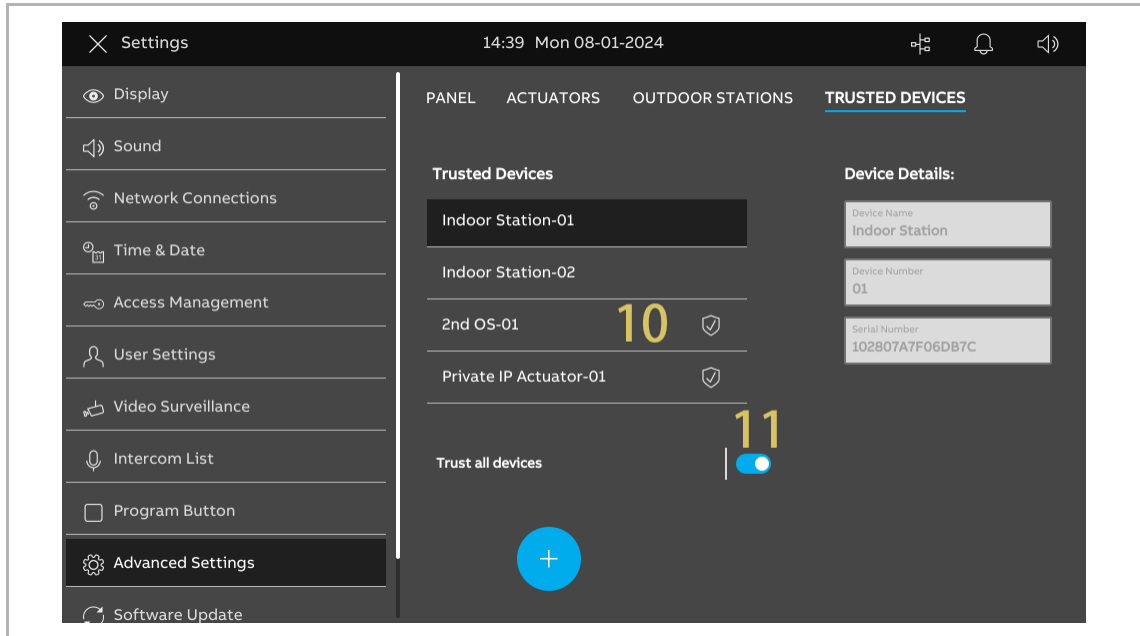 Settings
14:39 Mon 08-01-2024
Display
Sound
Network Connections
Time & Date
31
Access Management
User Settings
Video Surveillance
Intercom List
Program Button
Advanced Settings
Software Update
PANEL ACTUATORS OUTDOOR STATIONS TRUSTED DEVICES
Trusted Devices
Indoor Station-01
Indoor Station-02
2nd OS-01 10
Private IP Actuator-01
11
Trust all devices
+
Device Details:
Device Name
Indoor Station
Device Number
01
Serial Number
102807A7F06DB7C